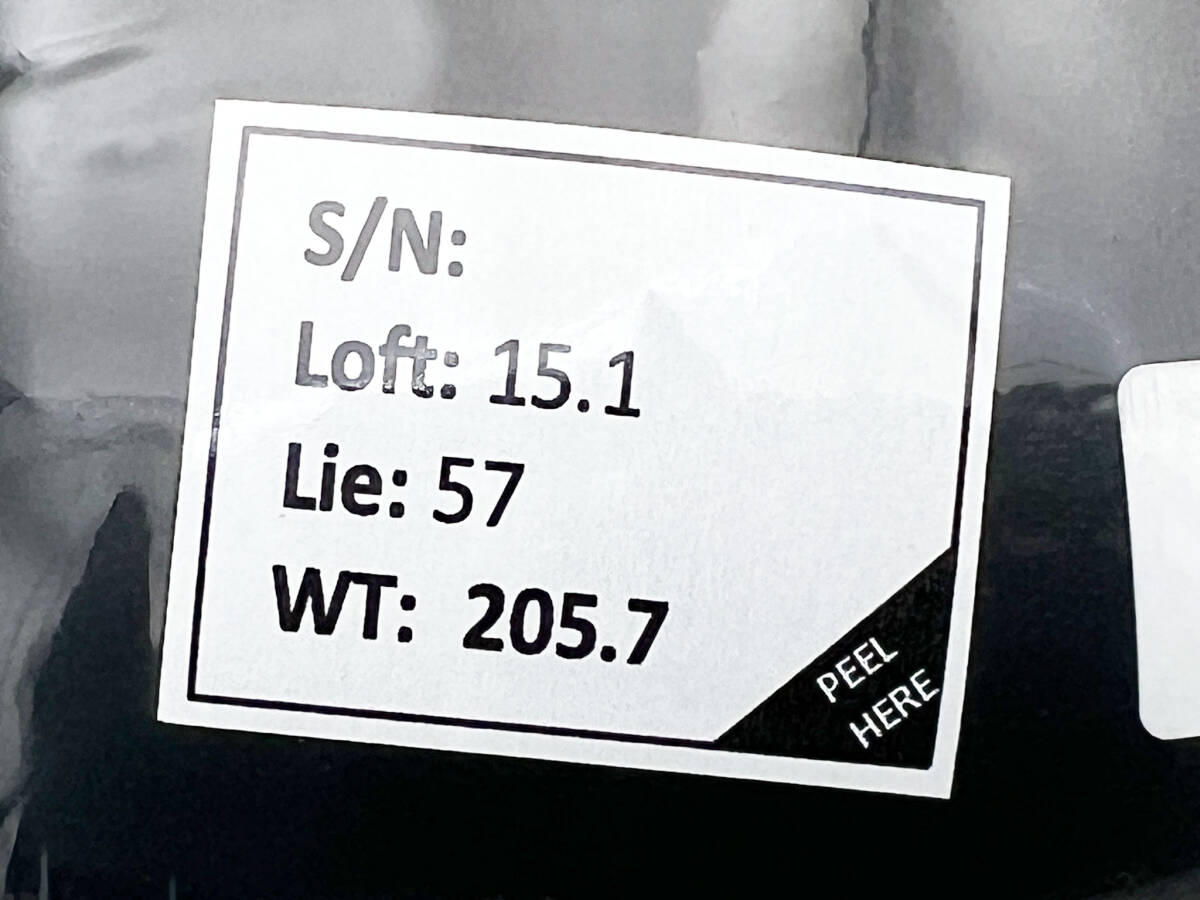 S/N:
Loft: 15.1
Lie: 57
WT: 205.7
PEEL
HERE